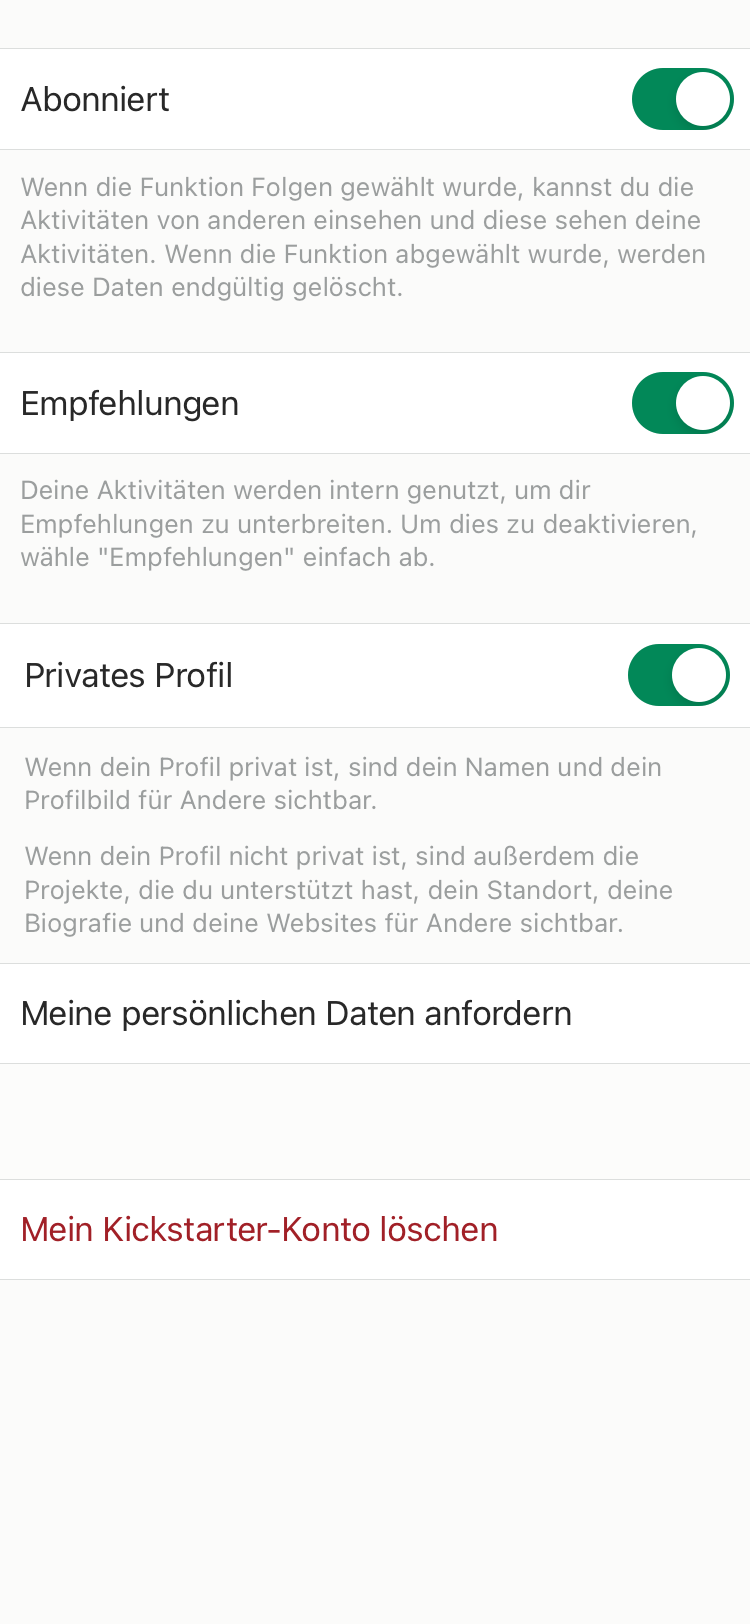 Abonniert
Wenn die Funktion Folgen gewählt wurde, kannst du die
Aktivitäten von anderen einsehen und diese sehen deine
Aktivitäten. Wenn die Funktion abgewählt wurde, werden
diese Daten endgültig gelöscht.
Empfehlungen
Deine Aktivitäten werden intern genutzt, um dir
Empfehlungen zu unterbreiten. Um dies zu deaktivieren,
wähle "Empfehlungen" einfach ab.
Privates Profil
Wenn dein Profil privat ist, sind dein Namen und dein
Profilbild für Andere sichtbar.
Wenn dein Profil nicht privat ist, sind außerdem die
Projekte, die du unterstützt hast, dein Standort, deine
Biografie und deine Websites für Andere sichtbar.
Meine persönlichen Daten anfordern
Mein Kickstarter-Konto löschen